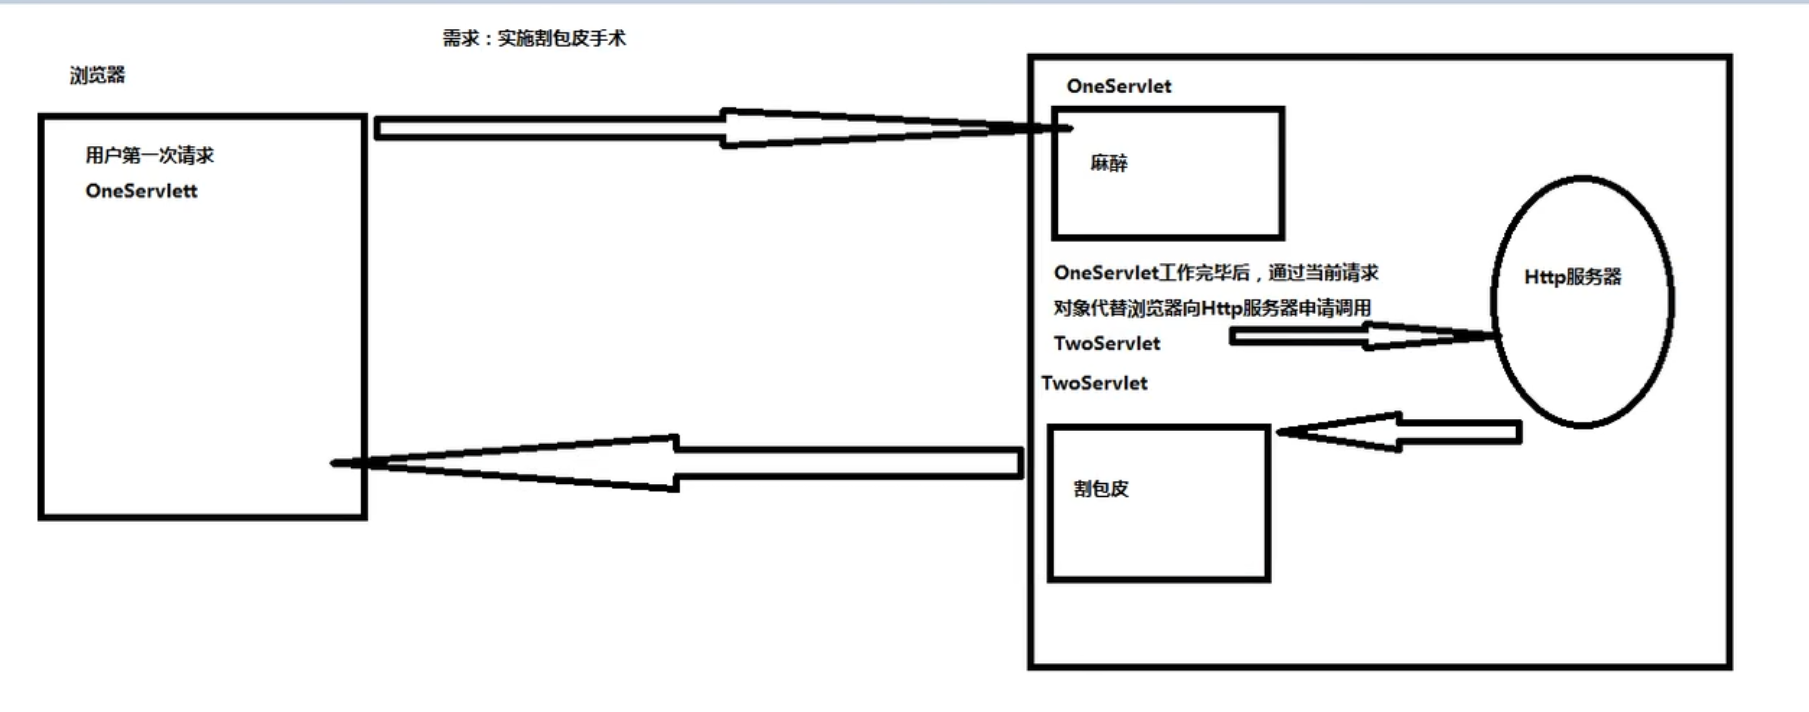 需求：实施割包皮手术
浏览器
用户第一次请求
OneServlett
OneServlet
麻醉
OneServlet工作完毕后，通过当前请求
对象代替浏览器向Http服务器申请调用
TwoServlet
Http服务器
TwoServlet
割包皮